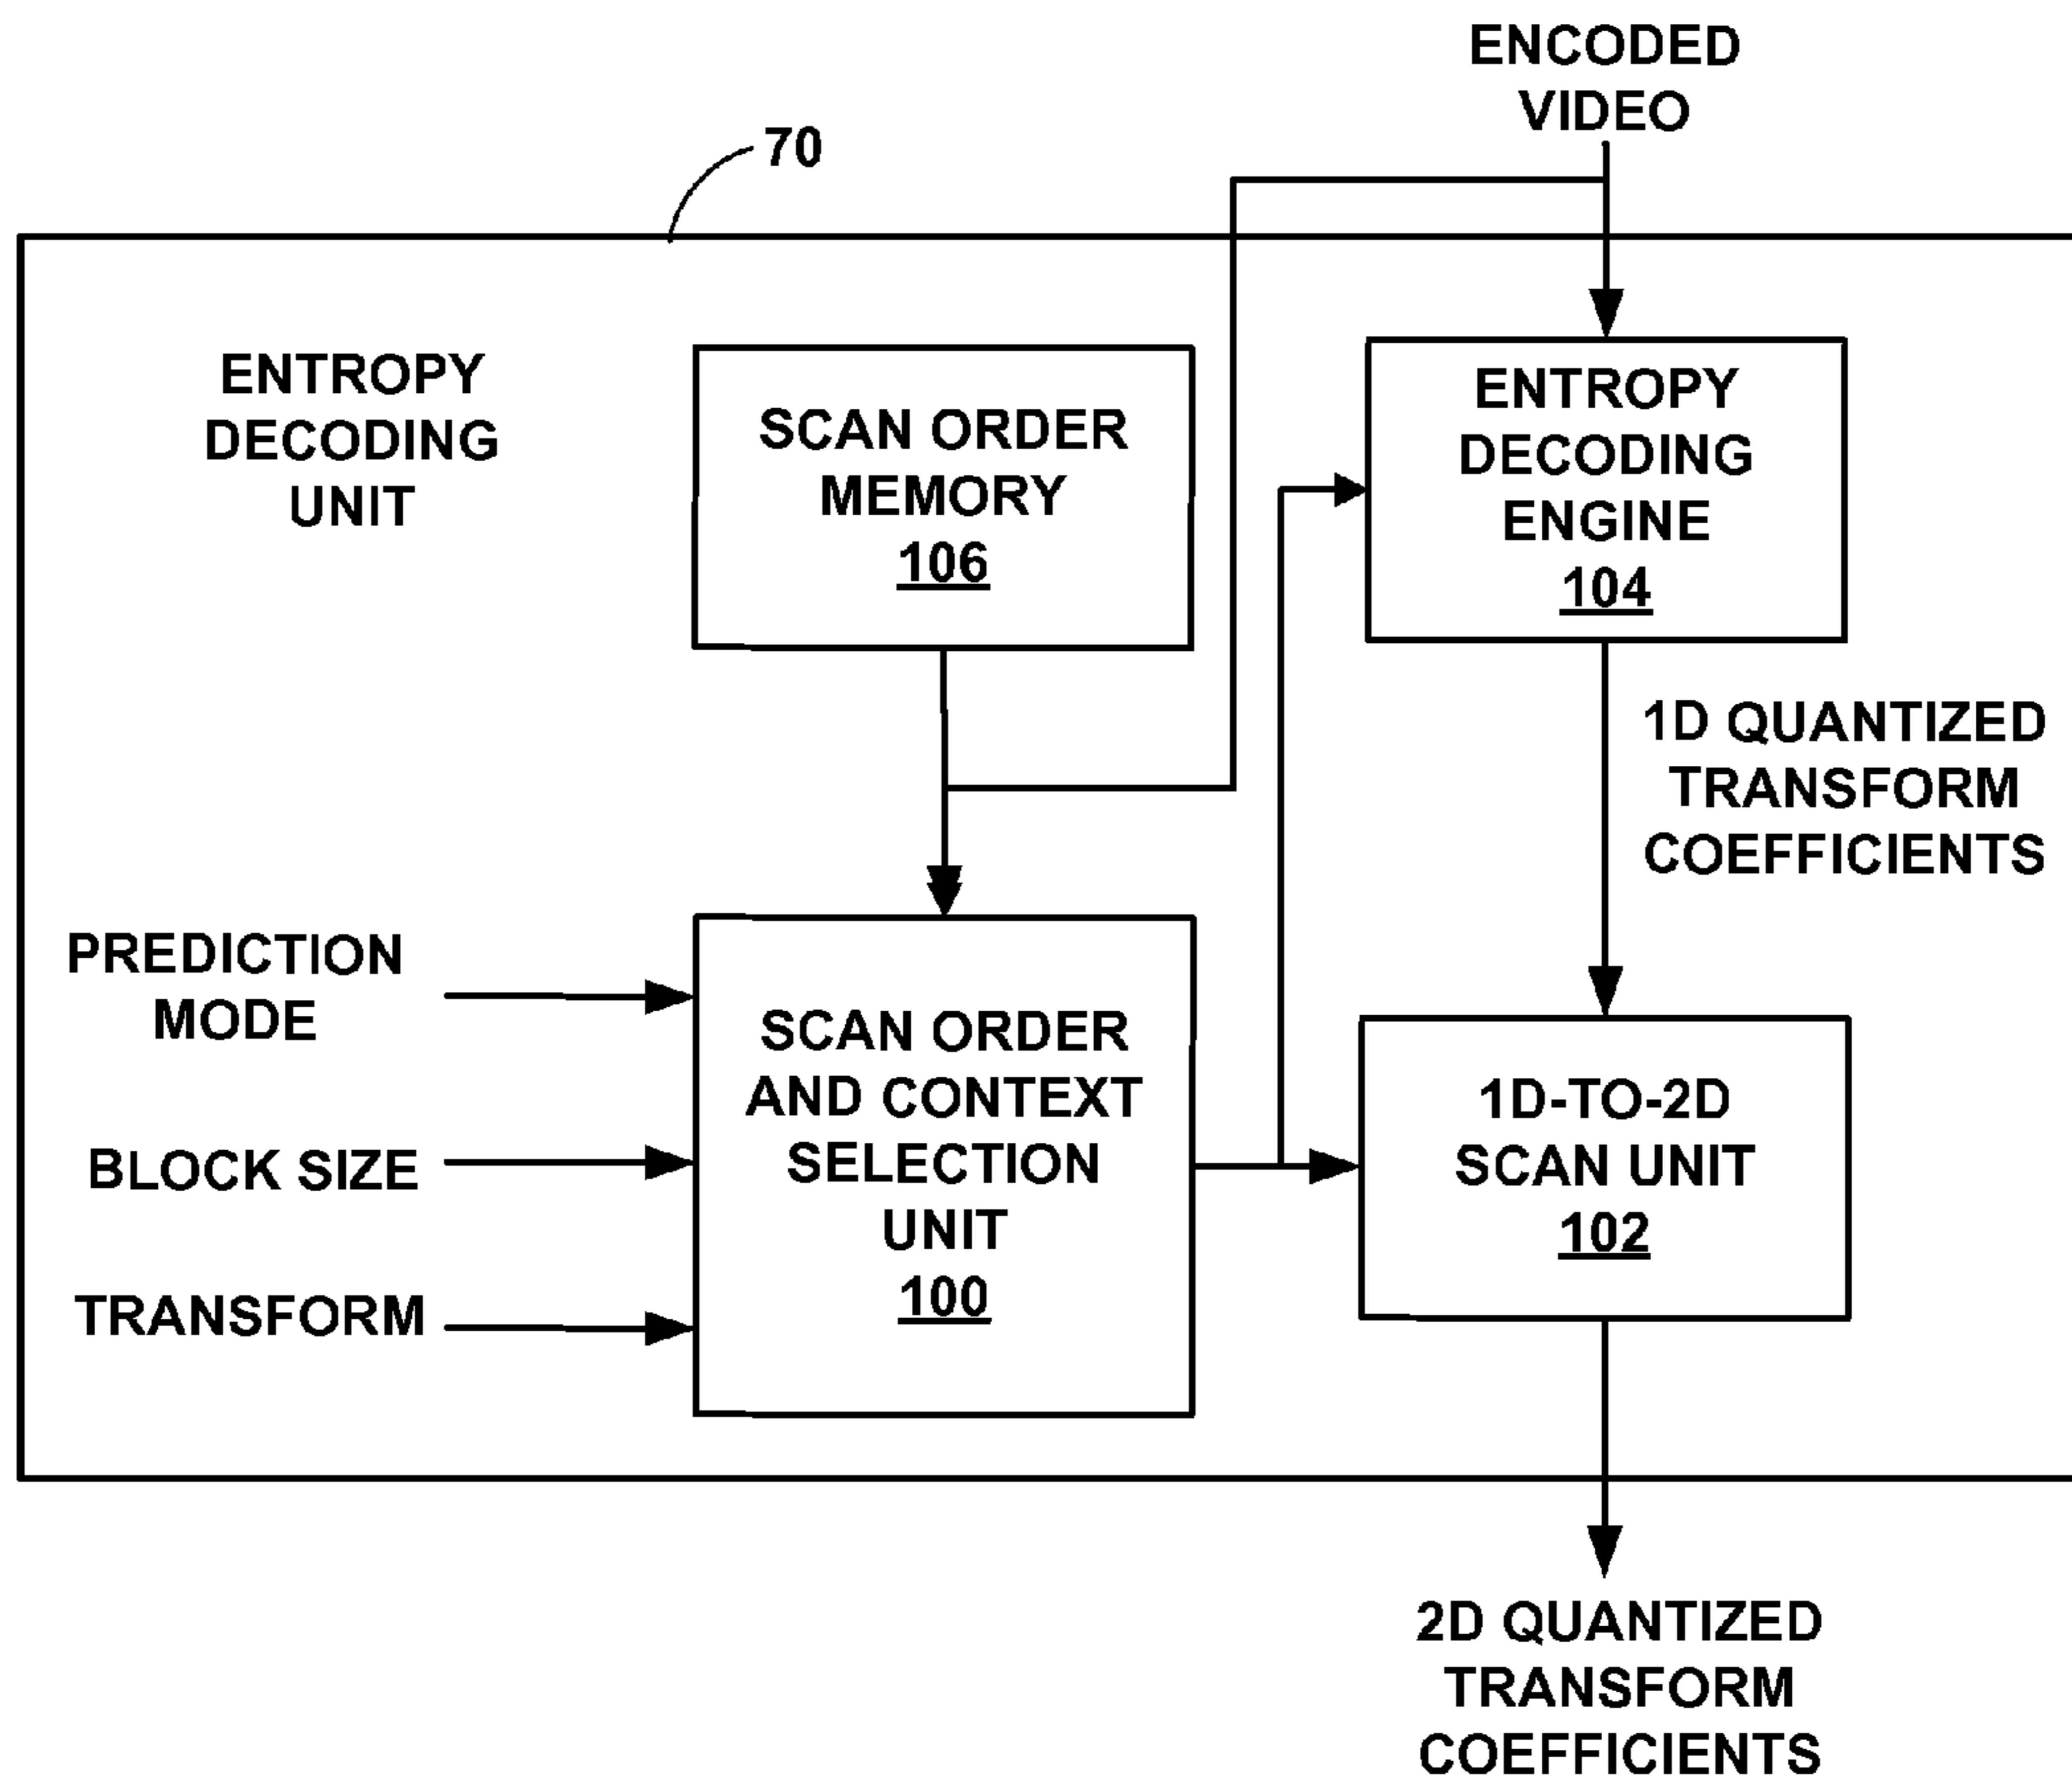 ENCODED
VIDEO
70
ENTROPY
DECODING
UNIT
SCAN ORDER
MEMORY
106
ENTROPY
DECODING
ENGINE
104
1D QUANTIZED
TRANSFORM
COEFFICIENTS
PREDICTION
MODE
BLOCK SIZE
TRANSFORM
SCAN ORDER
AND CONTEXT
SELECTION
UNIT
100
1D-TO-2D
SCAN UNIT
102
2D QUANTIZED
TRANSFORM
COEFFICIENTS